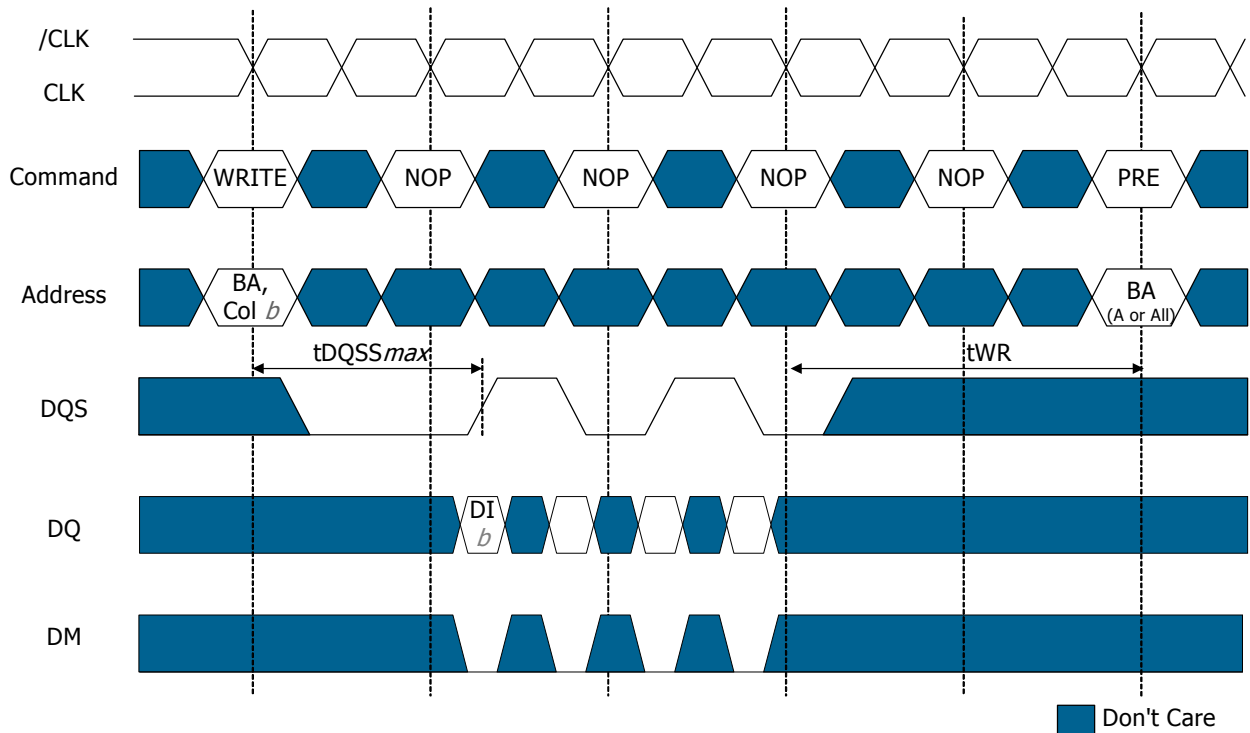 /CLK
CLK
Command
WRITE
NOP
NOP
NOP
NOP
PRE
Address
BA,
Col b
BA
(A or All)
tDQSSmax
tWR
DQS
DQ
DI
b
DM
Don't Care